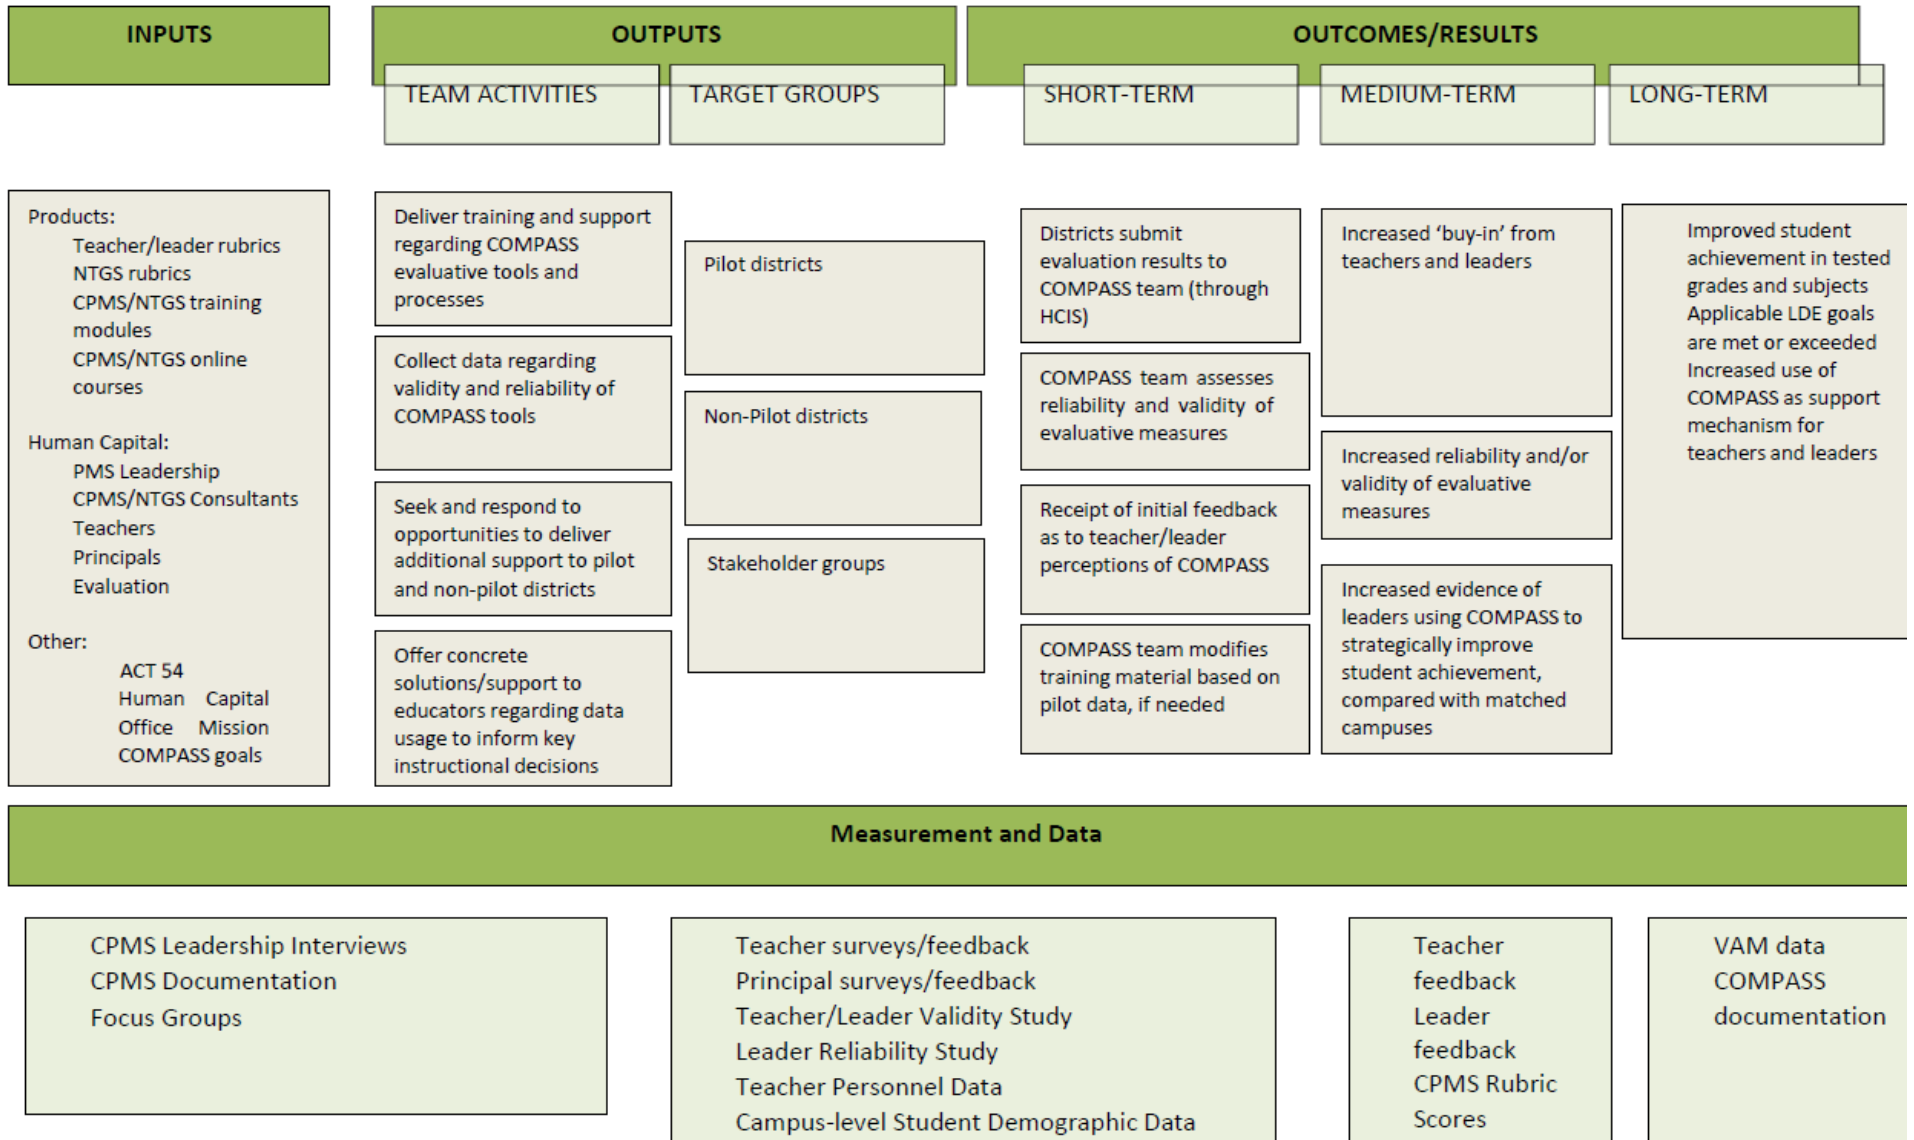 INPUTS
OUTPUTS
OUTCOMES/RESULTS
TEAM ACTIVITIES
TARGET GROUPS
SHORT-TERM
MEDIUM-TERM
LONG-TERM
Products:
Teacher/leader rubrics
NTGS rubrics
CPMS/NTGS training
modules
CPMS/NTGS online
courses
Human Capital:
PMS Leadership
CPMS/NTGS Consultants
Teachers
Principals
Evaluation
Other:
ACT 54
Human Capital
Office Mission
COMPASS goals
Deliver training and support
regarding COMPASS
evaluative tools and
processes
Collect data regarding
validity and reliability of
COMPASS tools
Seek and respond to
opportunities to deliver
additional support to pilot
and non-pilot districts
Offer concrete
solutions/support to
educators regarding data
usage to inform key
instructional decisions
Pilot districts
Non-Pilot districts
Stakeholder groups
Districts submit
evaluation results to
COMPASS team (through
HCIS)
COMPASS team assesses
reliability and validity of
evaluative measures
Receipt of initial feedback
as to teacher/leader
perceptions of COMPASS
COMPASS team modifies
training material based on
pilot data, if needed
Increased ‘buy-in’ from
teachers and leaders
Increased reliability and/or
validity of evaluative
measures
Increased evidence of
leaders using COMPASS to
strategically improve
student achievement,
compared with matched
campuses
Improved student
achievement in tested
grades and subjects
Applicable LDE goals
are met or exceeded
Increased use of
COMPASS as support
mechanism for
teachers and leaders
Measurement and Data
CPMS Leadership Interviews
CPMS Documentation
Focus Groups
Teacher surveys/feedback
Principal surveys/feedback
Teacher/Leader Validity Study
Leader Reliability Study
Teacher Personnel Data
Campus-level Student Demographic Data
Teacher
feedback
Leader
feedback
CPMS Rubric
Scores
VAM data
COMPASS
documentation